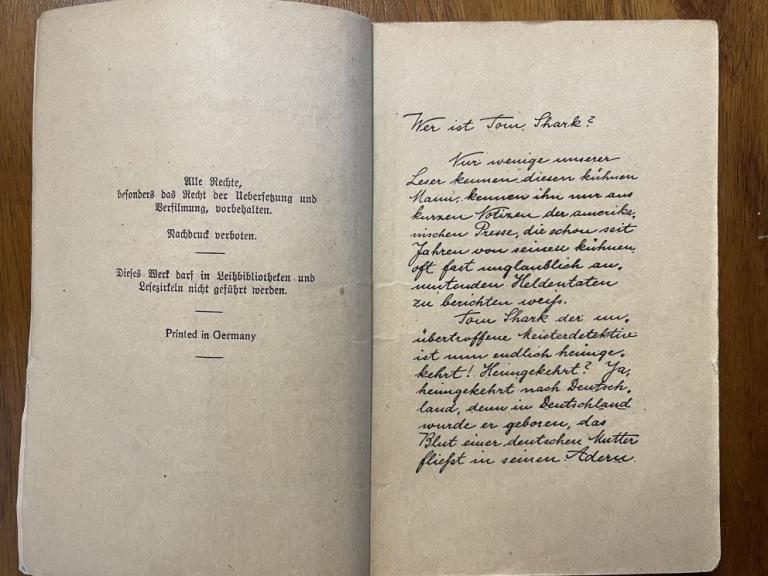 Alle Rechte,
besonders das Recht der Uebersetzung und
Verfilmung, vorbehalten.
Nachdruck verboten.
Dieses Werk darf in Leihbibliotheken und
Lesezirkeln nicht geführt werden.
Printed in Germany
Wer ist Tom Shark?
Nur wenige unserer
Leser kennen diesen kühnen
Mann, kennen ihn nur aus
kurzen Notizen der amerika-
nischen Presse, die schon seit
Jahren von seinen kühnen,
oft fast unglaublich an-
mutenden Heldentaten
zu berichten weiß.
Tom Shark der un-
übertroffene Meisterdetektiv
ist nun endlich heimge-
kehrt! Heimgekehrt? Ja,
heimgekehrt nach Deutsch-
land, denn in Deutschland
wurde er geboren, das
Blut einer deutschen Mutter
fließt in seinen Adern